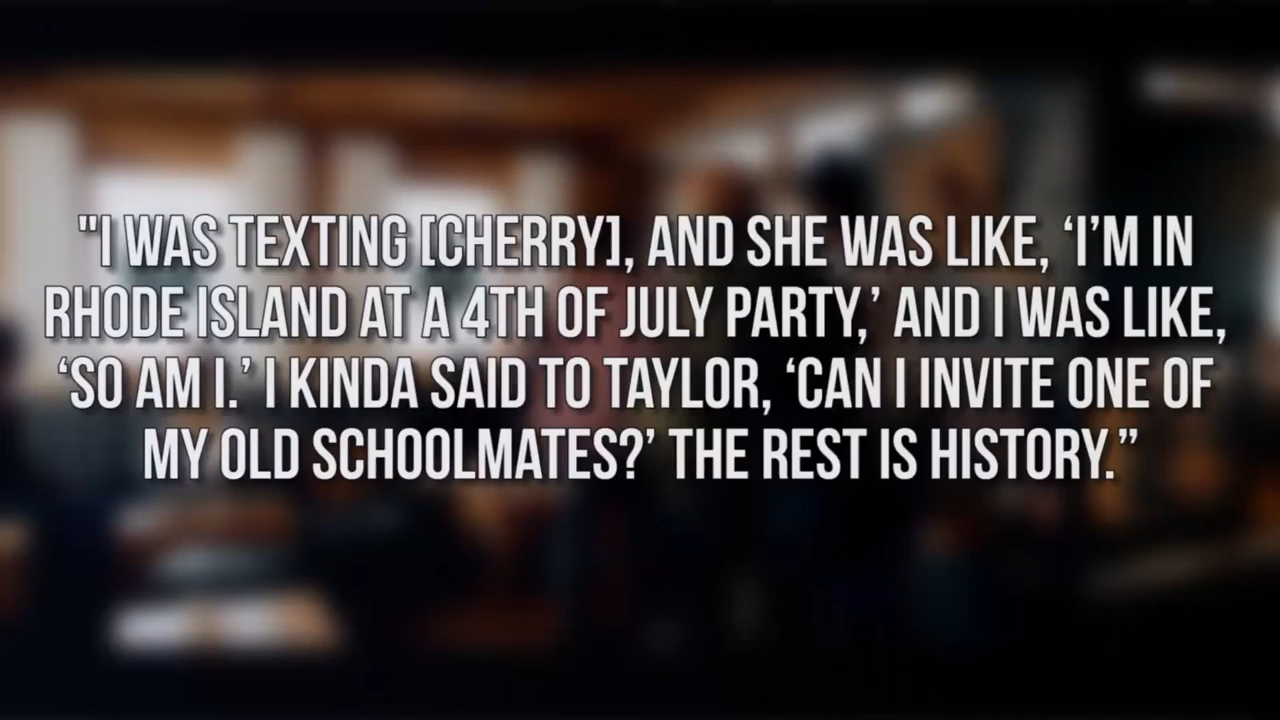 "I WAS TEXTING [CHERRY], AND SHE WAS LIKE, ‘I’M IN
RHODE ISLAND AT A 4TH OF JULY PARTY,’ AND I WAS LIKE,
‘SO AM I.’ I KINDA SAID TO TAYLOR, ‘CAN I INVITE ONE OF
MY OLD SCHOOLMATES?’ THE REST IS HISTORY.”